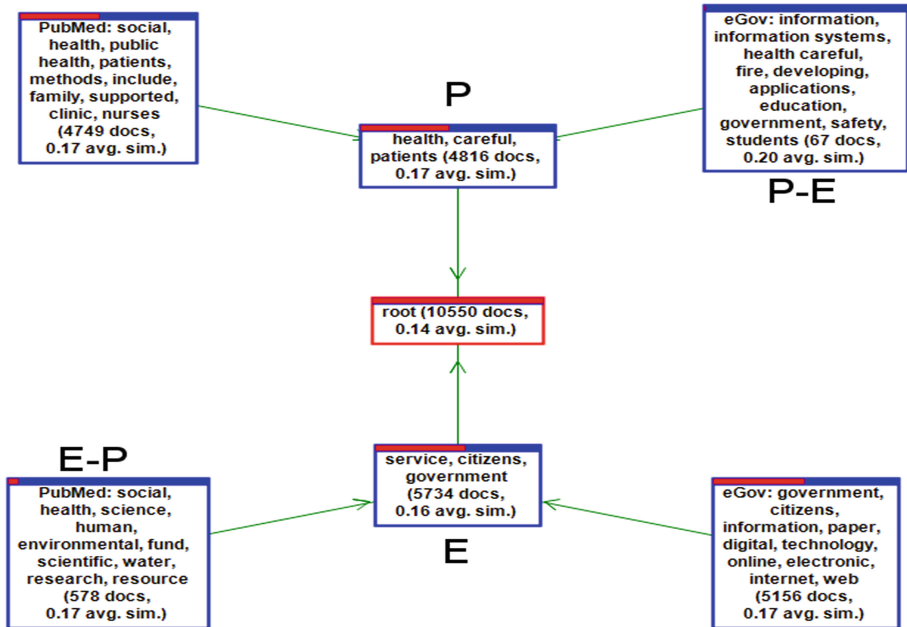 PubMed: social,
health, public
health, patients,
methods, include,
family, supported,
clinic, nurses
(4749 docs,
0.17 avg. sim.)
P
health, careful,
patients (4816 docs,
0.17 avg. sim.)
eGov: information,
information systems,
health careful,
fire, developing,
applications,
education,
government, safety,
students (67 docs,
0.20 avg. sim.)
P-E
root (10550 docs,
0.14 avg. sim.)
E-P
PubMed: social,
health, science,
human,
environmental, fund,
scientific, water,
research, resource
(578 docs,
0.17 avg. sim.)
service, citizens,
government
(5734 docs,
0.16 avg. sim.)
E
eGov: government,
citizens,
information, paper,
digital, technology,
online, electronic,
internet, web
(5156 docs,
0.17 avg. sim.)